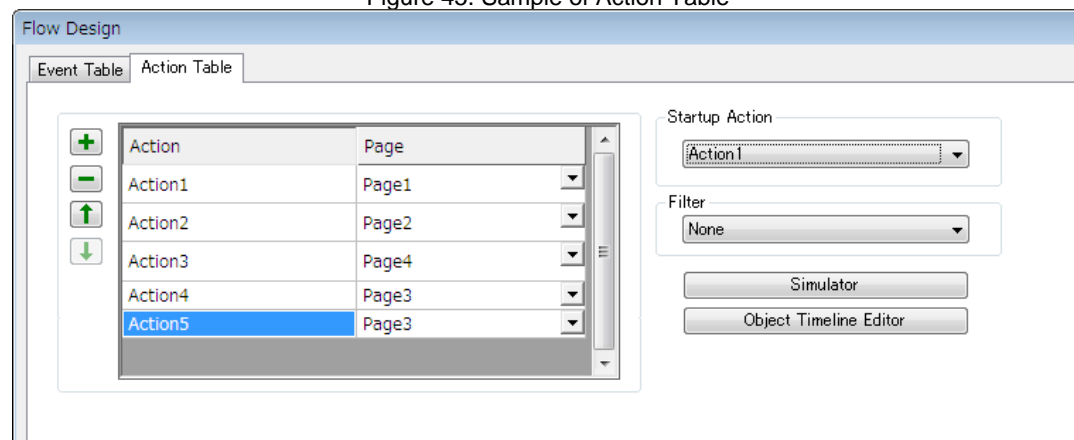 Figure 43. Sample of Action Table
Flow Design
Event Table Action Table
Action Page
Action1 Page1
Action2 Page2
Action3 Page4
Action4 Page3
Action5 Page3
Startup Action
Action1
Filter
None
Simulator
Object Timeline Editor